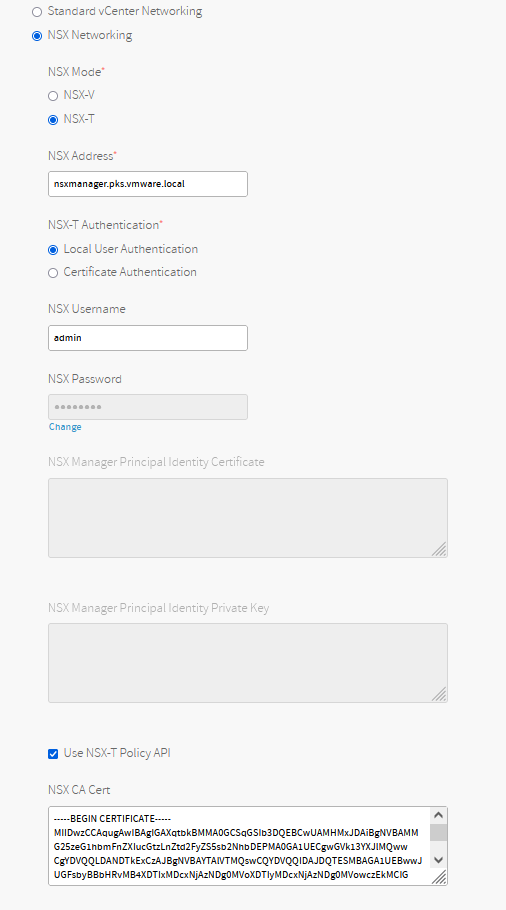 Standard vCenter Networking
NSX Networking
NSX Mode*
NSX-V
NSX-T
NSX Address*
nsxmanager.pks.vmware.local
NSX-T Authentication*
Local User Authentication
Certificate Authentication
NSX Username
admin
NSX Password
••••••••
Change
NSX Manager Principal Identity Certificate
NSX Manager Principal Identity Private Key
Use NSX-T Policy API
NSX CA Cert
-----BEGIN CERTIFICATE-----